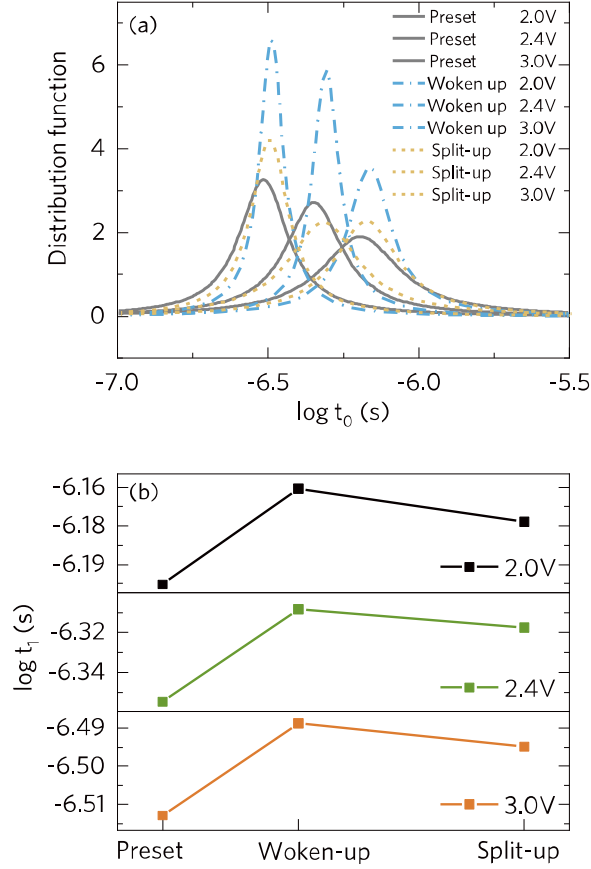 (a)
Preset 2.0V
Preset 2.4V
Preset 3.0V
Woken up 2.0V
Woken up 2.4V
Woken up 3.0V
Split-up 2.0V
Split-up 2.4V
Split-up 3.0V
Distribution function
6
4
2
0
-7.0 -6.5 -6.0 -5.5
log t₀ (s)
(b)
-6.16
-6.18
-6.19
2.0V
-6.32
-6.34
2.4V
log t₁ (s)
-6.49
-6.50
-6.51
3.0V
Preset Woken-up Split-up